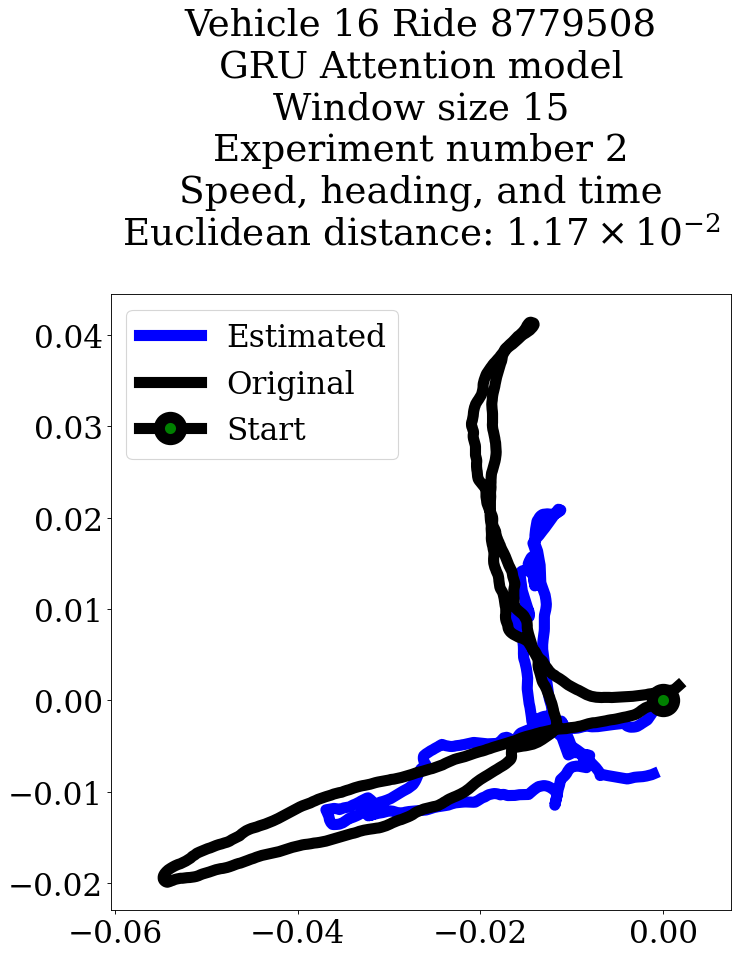 Vehicle 16 Ride 8779508
GRU Attention model
Window size 15
Experiment number 2
Speed, heading, and time
Euclidean distance: 1.17 × 10⁻²
Estimated
Original
Start
0.04
0.03
0.02
0.01
0.00
−0.01
−0.02
−0.06
−0.04
−0.02
0.00